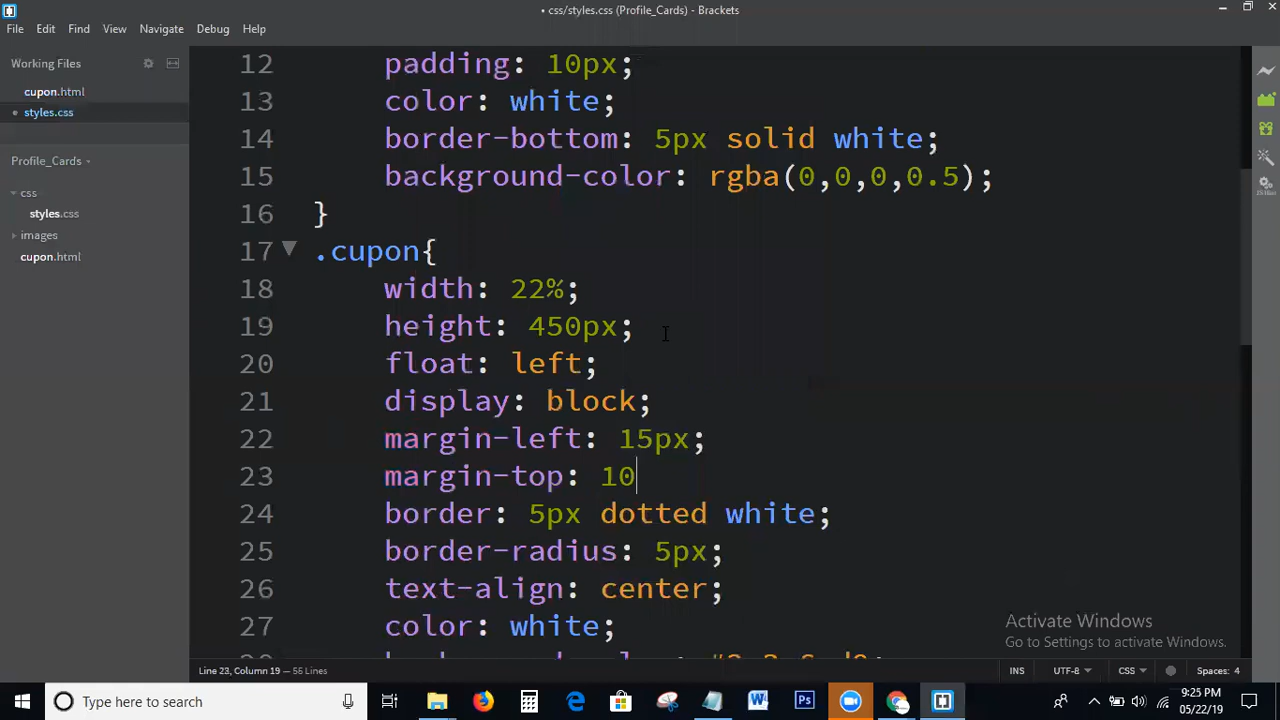 • css/styles.css (Profile_Cards) - Brackets
File Edit Find View Navigate Debug Help
Working Files
cupon.html
• styles.css
Profile_Cards
css
styles.css
images
cupon.html
12 padding: 10px;
13 color: white;
14 border-bottom: 5px solid white;
15 background-color: rgba(0,0,0,0.5);
16 }
17 .cupon{
18 width: 22%;
19 height: 450px;
20 float: left;
21 display: block;
22 margin-left: 15px;
23 margin-top: 10
24 border: 5px dotted white;
25 border-radius: 5px;
26 text-align: center;
27 color: white;
Activate Windows
Go to Settings to activate Windows.
Line 23, Column 19 — 56 Lines
INS UTF-8 CSS Spaces: 4
Type here to search
9:25 PM
05/22/19